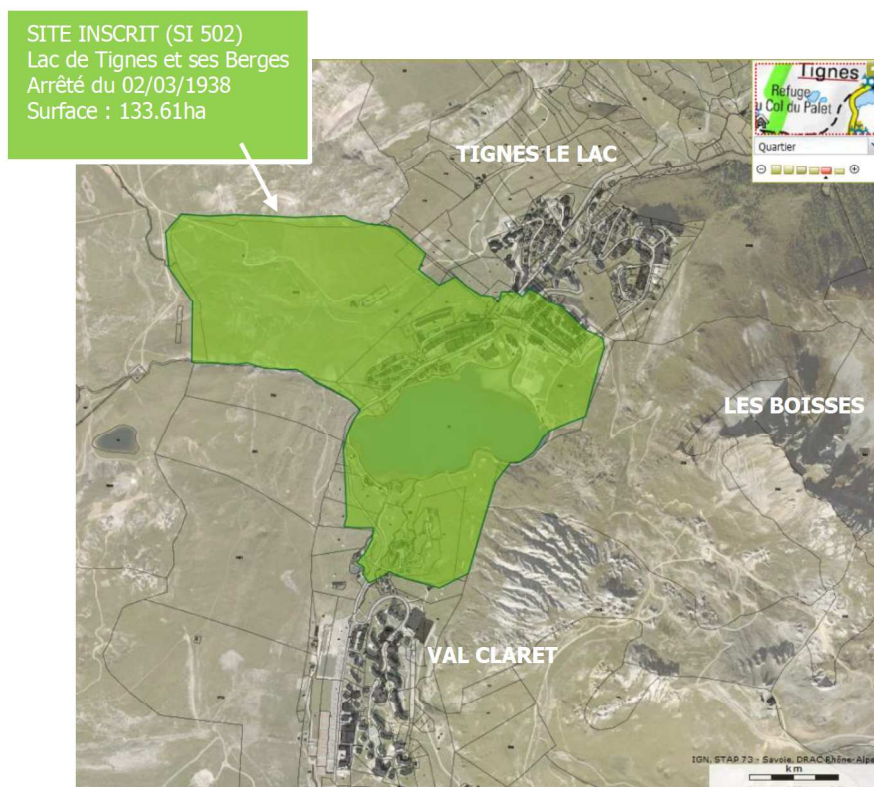 SITE INSCRIT (SI 502)
Lac de Tignes et ses Berges
Arrêté du 02/03/1938
Surface : 133.61ha
Tignes
Refuge
u Col du Palet
Quartier
TIGNES LE LAC
LES BOISSES
VAL CLARET
IGN, STAP 73 - Savoie, DRAC Rhône-Alpe
km